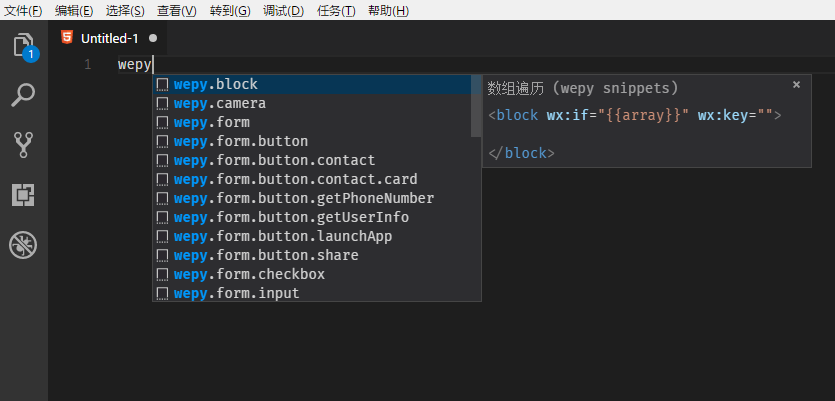 文件(F) 编辑(E) 选择(S) 查看(V) 转到(G) 调试(D) 任务(T) 帮助(H)
1
Untitled-1
1 wepy
wepy.block
wepy.camera
wepy.form
wepy.form.button
wepy.form.button.contact
wepy.form.button.contact.card
wepy.form.button.getPhoneNumber
wepy.form.button.getUserInfo
wepy.form.button.launchApp
wepy.form.button.share
wepy.form.checkbox
wepy.form.input
数组遍历 (wepy snippets) ×
<block wx:if="{{array}}" wx:key="">
</block>